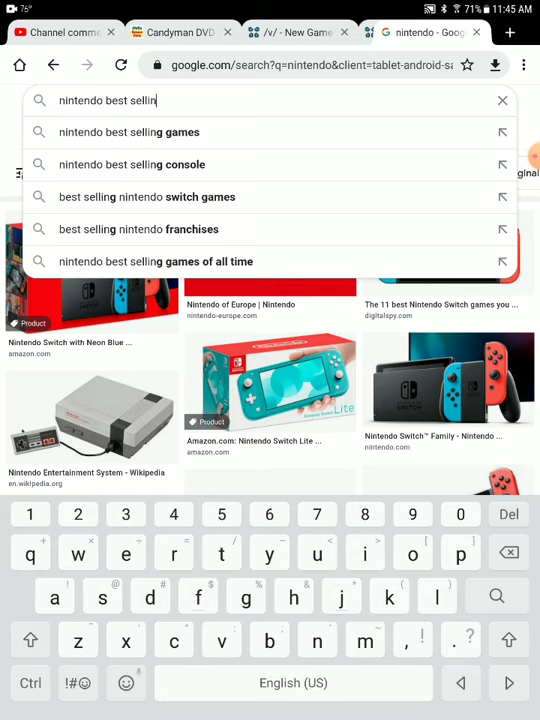 76°
71% 11:45 AM
Channel comme
Candyman DVD
/v/ - New Game
nintendo - Goog
google.com/search?q=nintendo&client=tablet-android-sa
nintendo best sellin
nintendo best selling games
nintendo best selling console
best selling nintendo switch games
best selling nintendo franchises
nintendo best selling games of all time
ginal
Product
Nintendo Switch with Neon Blue ...
amazon.com
Nintendo of Europe | Nintendo
nintendo-europe.com
The 11 best Nintendo Switch games you ...
digitalspy.com
Nintendo Entertainment System - Wikipedia
en.wikipedia.org
Lite
Product
Amazon.com: Nintendo Switch Lite ...
amazon.com
SWITCH
Nintendo Switch™ Family - Nintendo ...
nintendo.com
1 2 3 4 5 6 7 8 9 0 Del
+ × ÷ = / _ < > [ ]
q w e r t y u i o p
! @ # $ % ^ & * ( )
a s d f g h j k l
- ' " : ; , ?
z x c v b n m , ! . ?
Ctrl !#☺ English (US)